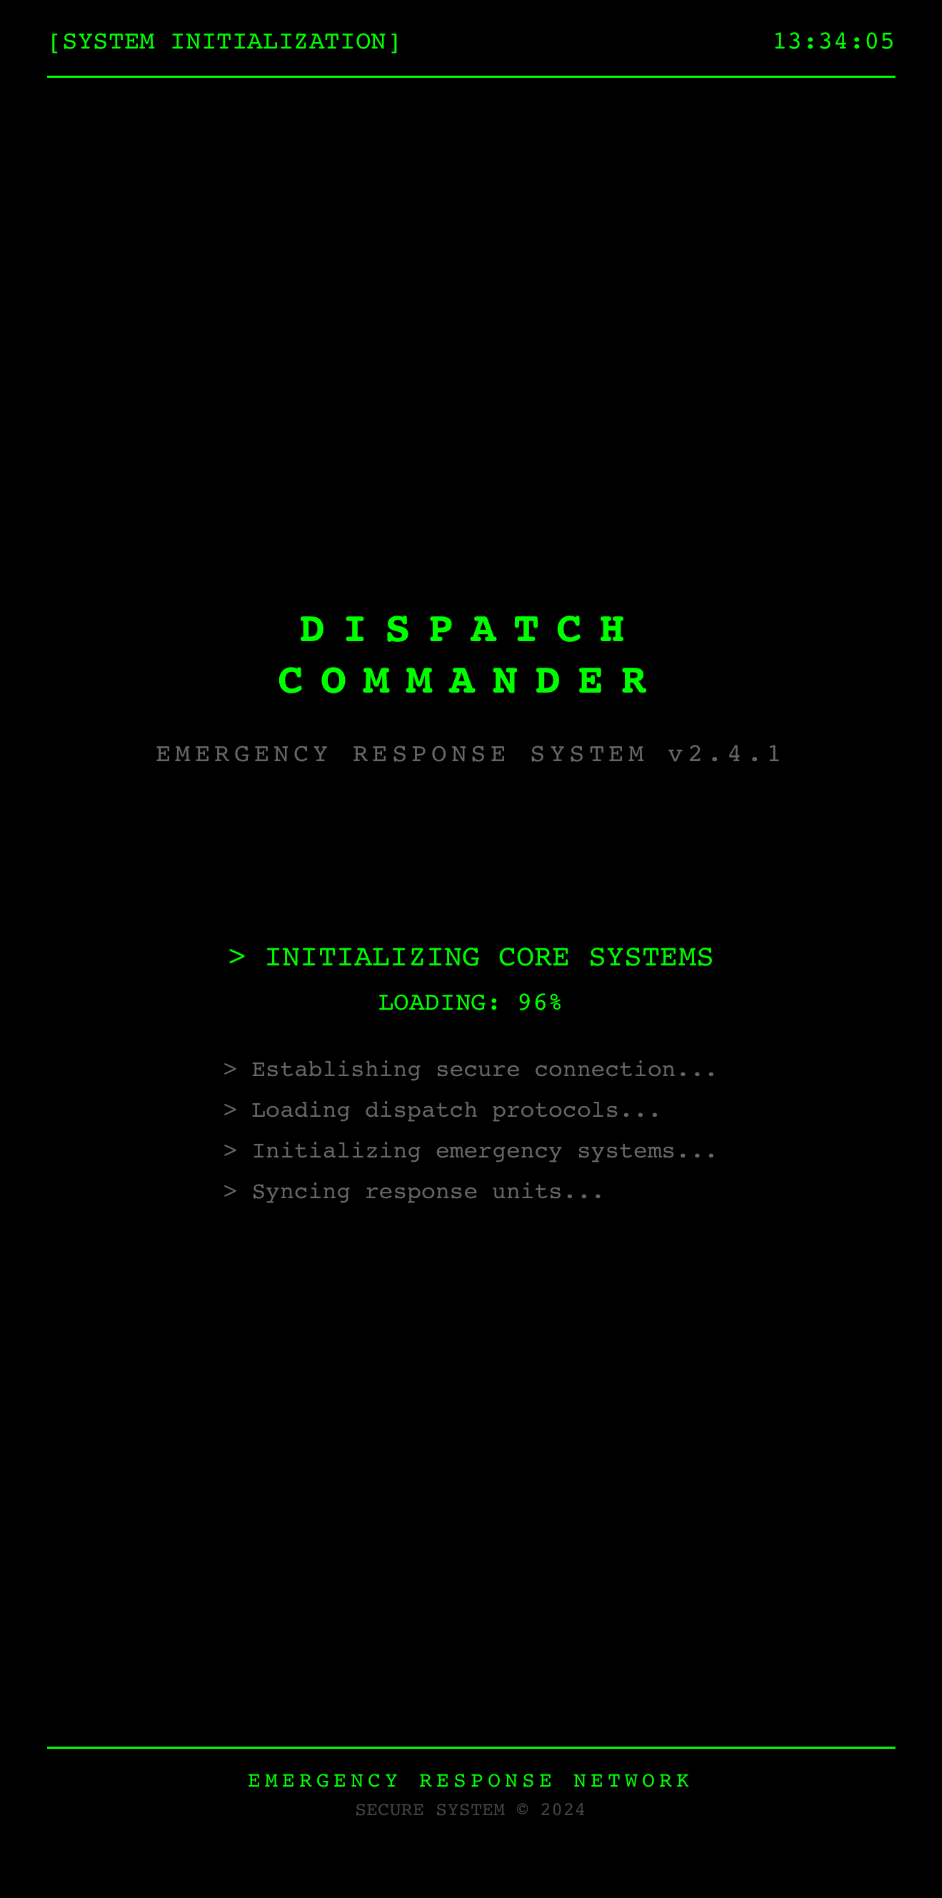 [SYSTEM INITIALIZATION] 13:34:05
DISPATCH
COMMANDER
EMERGENCY RESPONSE SYSTEM v2.4.1
> INITIALIZING CORE SYSTEMS
LOADING: 96%
> Establishing secure connection...
> Loading dispatch protocols...
> Initializing emergency systems...
> Syncing response units...
EMERGENCY RESPONSE NETWORK
SECURE SYSTEM © 2024